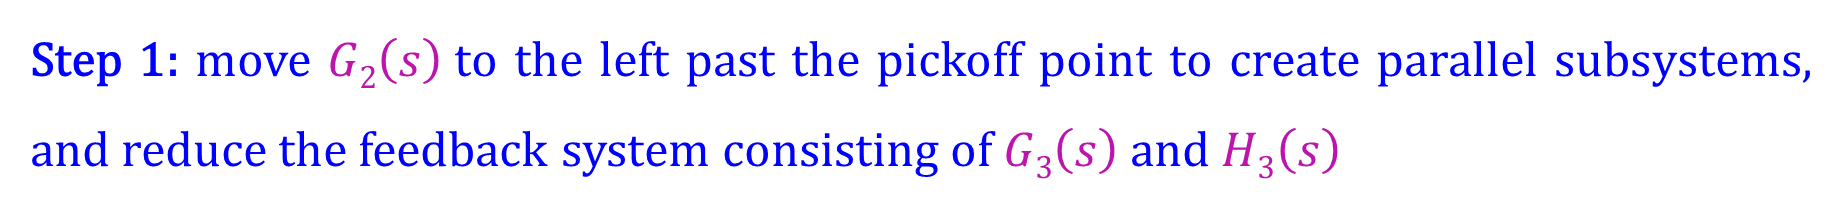 Step 1: move G₂(s) to the left past the pickoff point to create parallel subsystems,
and reduce the feedback system consisting of G₃(s) and H₃(s)